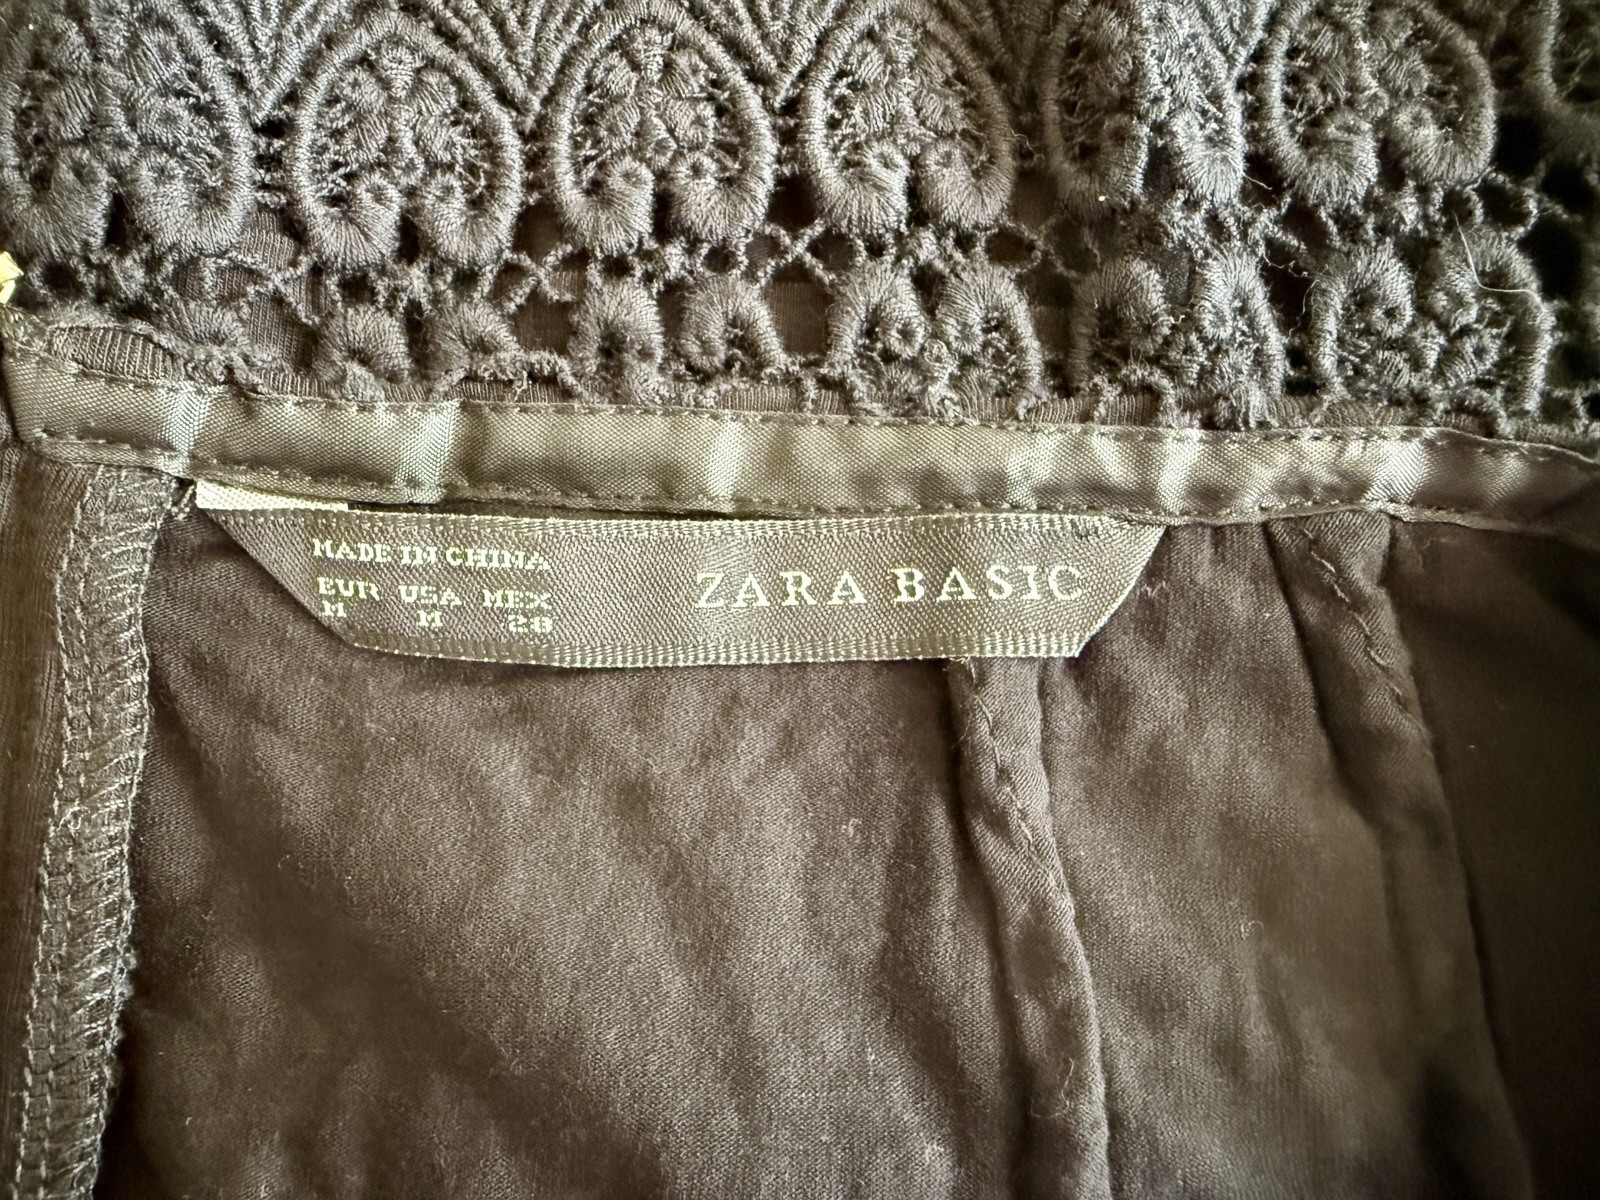 MADE IN CHINA
EUR USA MEX
M M 28
ZARA BASIC